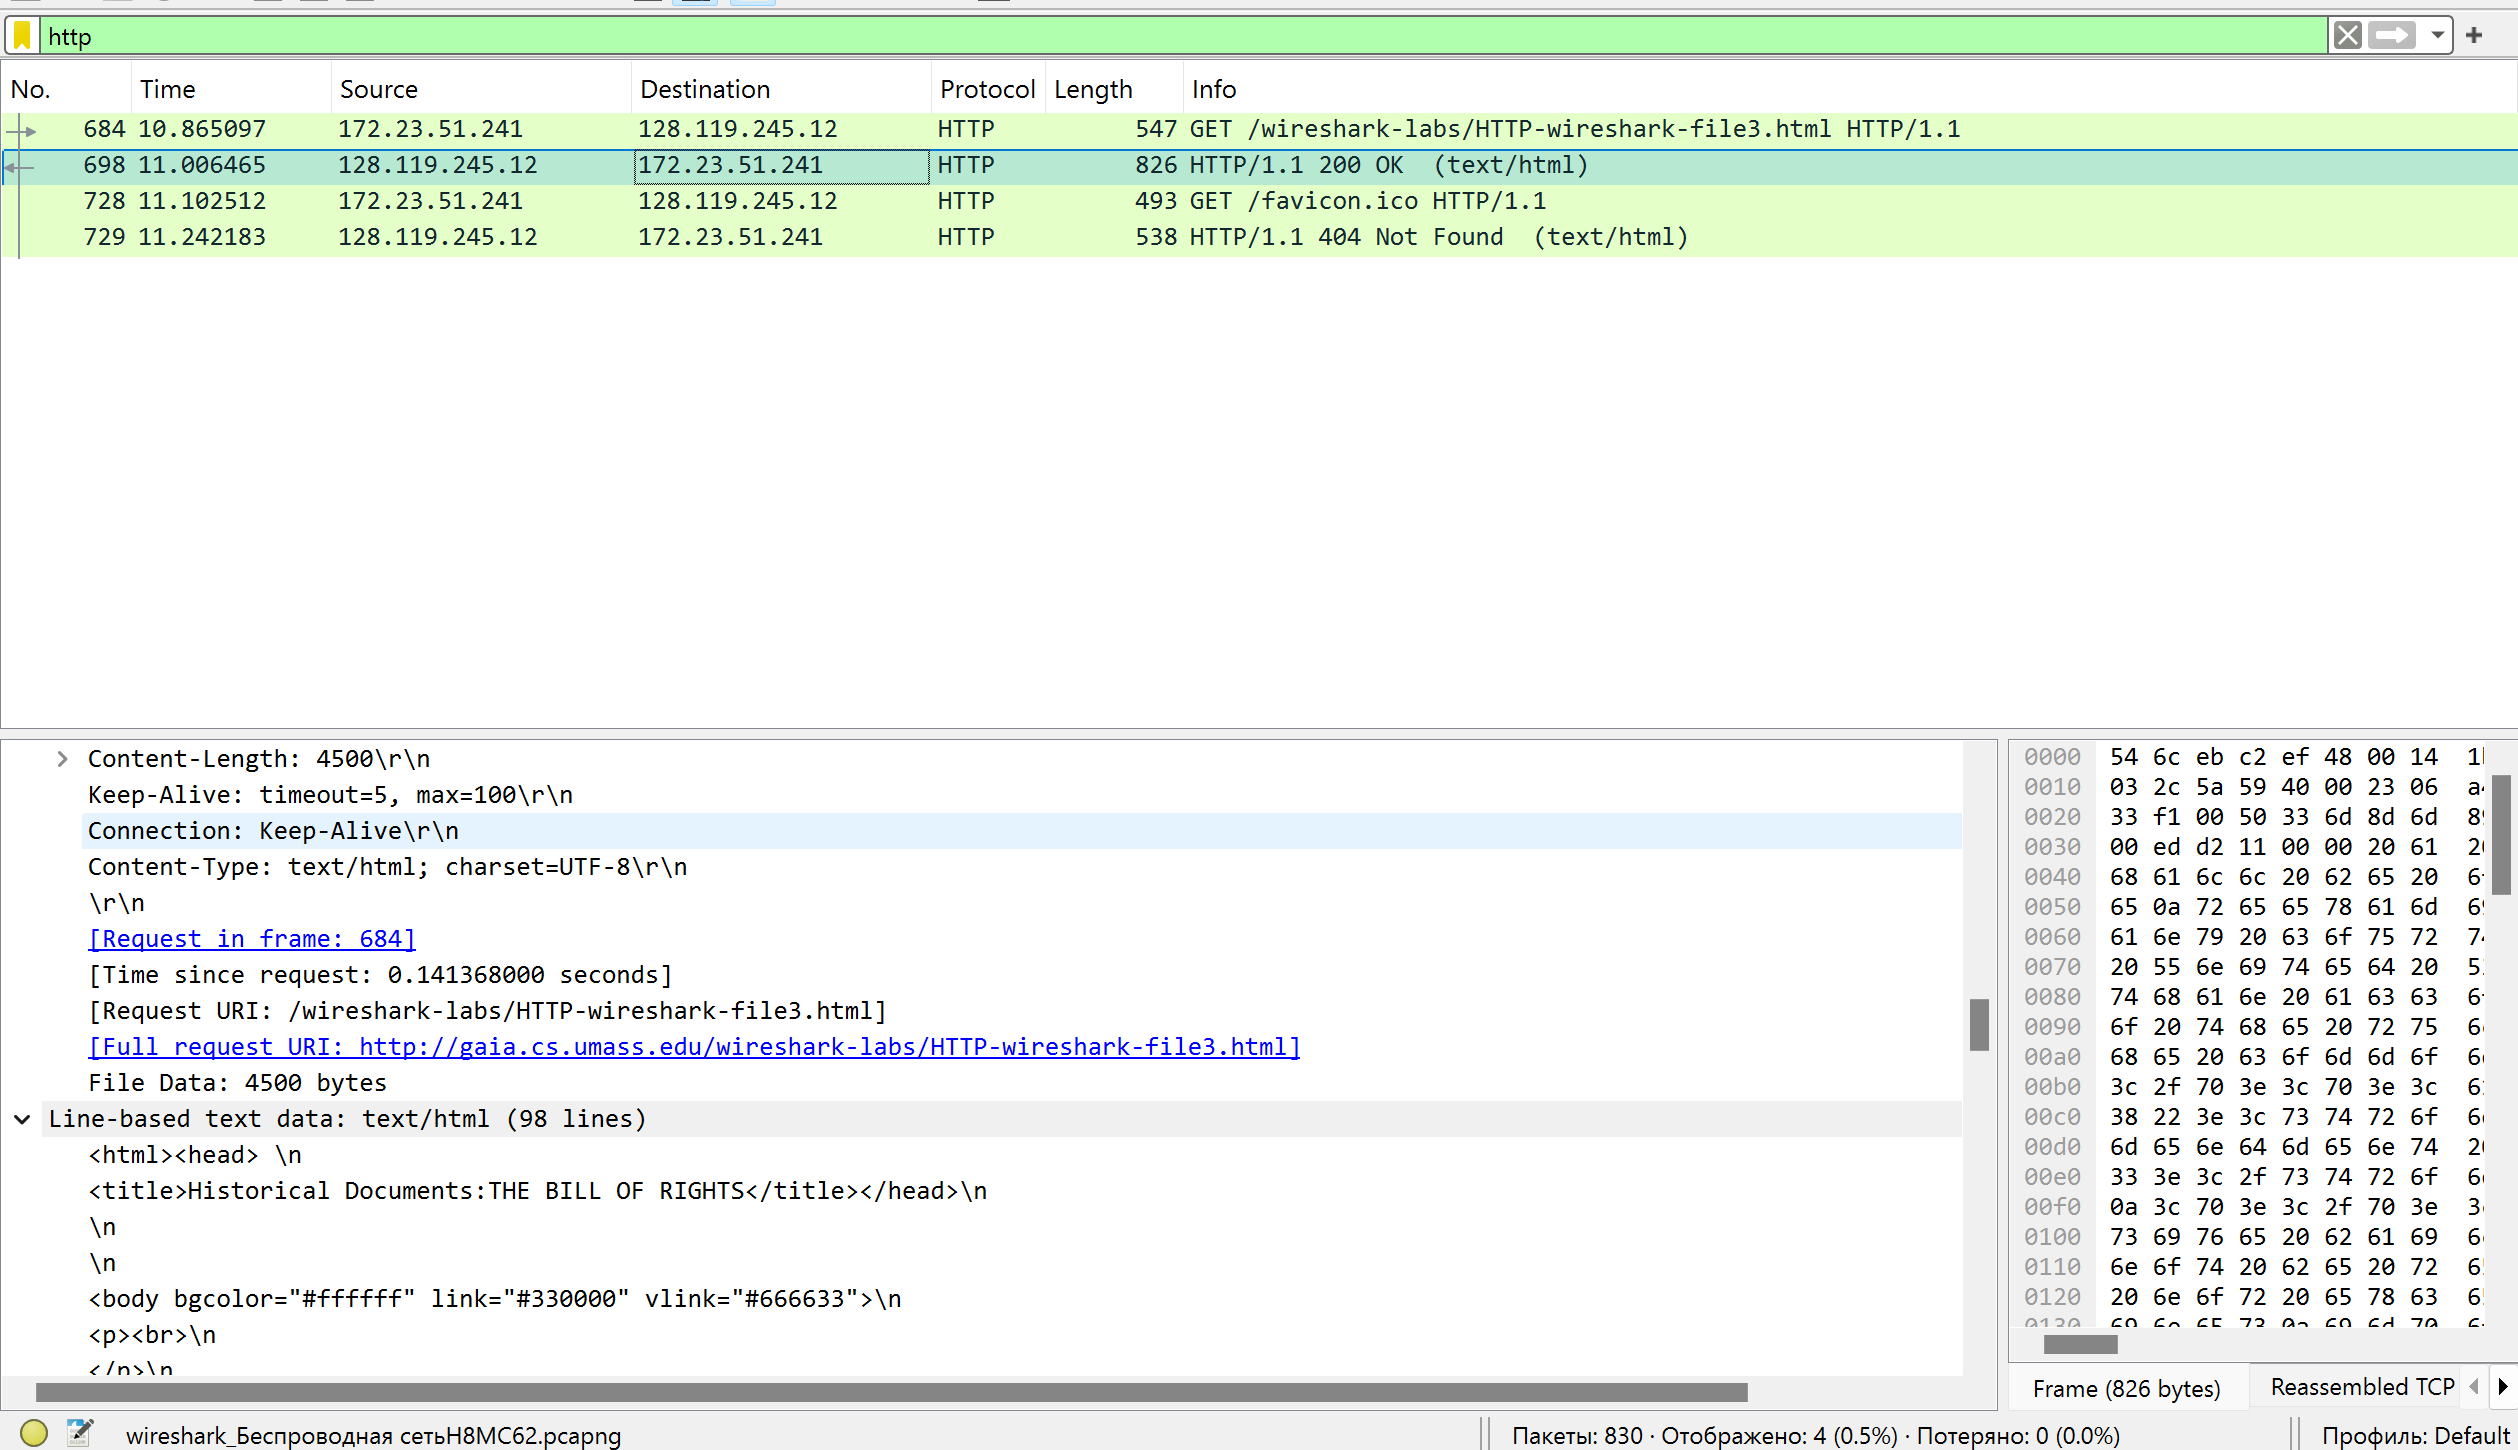 http
No. Time Source Destination Protocol Length Info
684 10.865097 172.23.51.241 128.119.245.12 HTTP 547 GET /wireshark-labs/HTTP-wireshark-file3.html HTTP/1.1
698 11.006465 128.119.245.12 172.23.51.241 HTTP 826 HTTP/1.1 200 OK (text/html)
728 11.102512 172.23.51.241 128.119.245.12 HTTP 493 GET /favicon.ico HTTP/1.1
729 11.242183 128.119.245.12 172.23.51.241 HTTP 538 HTTP/1.1 404 Not Found (text/html)
Content-Length: 4500\r\n
Keep-Alive: timeout=5, max=100\r\n
Connection: Keep-Alive\r\n
Content-Type: text/html; charset=UTF-8\r\n
\r\n
[Request in frame: 684]
[Time since request: 0.141368000 seconds]
[Request URI: /wireshark-labs/HTTP-wireshark-file3.html]
[Full request URI: http://gaia.cs.umass.edu/wireshark-labs/HTTP-wireshark-file3.html]
File Data: 4500 bytes
Line-based text data: text/html (98 lines)
<html><head> \n
<title>Historical Documents:THE BILL OF RIGHTS</title></head>\n
\n
\n
<body bgcolor="#ffffff" link="#330000" vlink="#666633">\n
<p><br>\n
</p>\n
0000 54 6c eb c2 ef 48 00 14
0010 03 2c 5a 59 40 00 23 06
0020 33 f1 00 50 33 6d 8d 6d
0030 00 ed d2 11 00 00 20 61
0040 68 61 6c 6c 20 62 65 20
0050 65 0a 72 65 65 78 61 6d
0060 61 6e 79 20 63 6f 75 72
0070 20 55 6e 69 74 65 64 20
0080 74 68 61 6e 20 61 63 63
0090 6f 20 74 68 65 20 72 75
00a0 68 65 20 63 6f 6d 6d 6f
00b0 3c 2f 70 3e 3c 70 3e 3c
00c0 38 22 3e 3c 73 74 72 6f
00d0 6d 65 6e 64 6d 65 6e 74
00e0 33 3e 3c 2f 73 74 72 6f
00f0 0a 3c 70 3e 3c 2f 70 3e
0100 73 69 76 65 20 62 61 69
0110 6e 6f 74 20 62 65 20 72
0120 20 6e 6f 72 20 65 78 63
0130 69 6e 65 73 0a 69 6d 70
Frame (826 bytes) Reassembled TCP
wireshark_Беспроводная сетьH8MC62.pcapng
Пакеты: 830 · Отображено: 4 (0.5%) · Потеряно: 0 (0.0%)
Профиль: Default